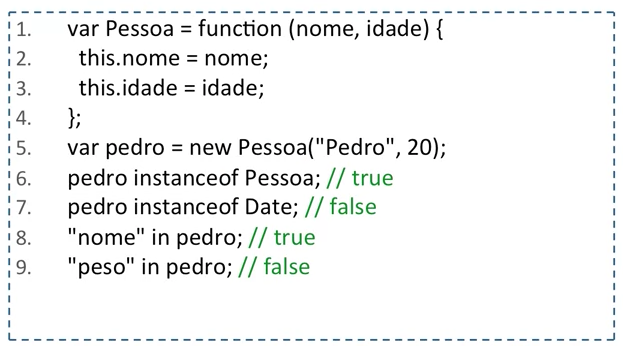 1. var Pessoa = function (nome, idade) {
2. this.nome = nome;
3. this.idade = idade;
4. };
5. var pedro = new Pessoa("Pedro", 20);
6. pedro instanceof Pessoa; // true
7. pedro instanceof Date; // false
8. "nome" in pedro; // true
9. "peso" in pedro; // false